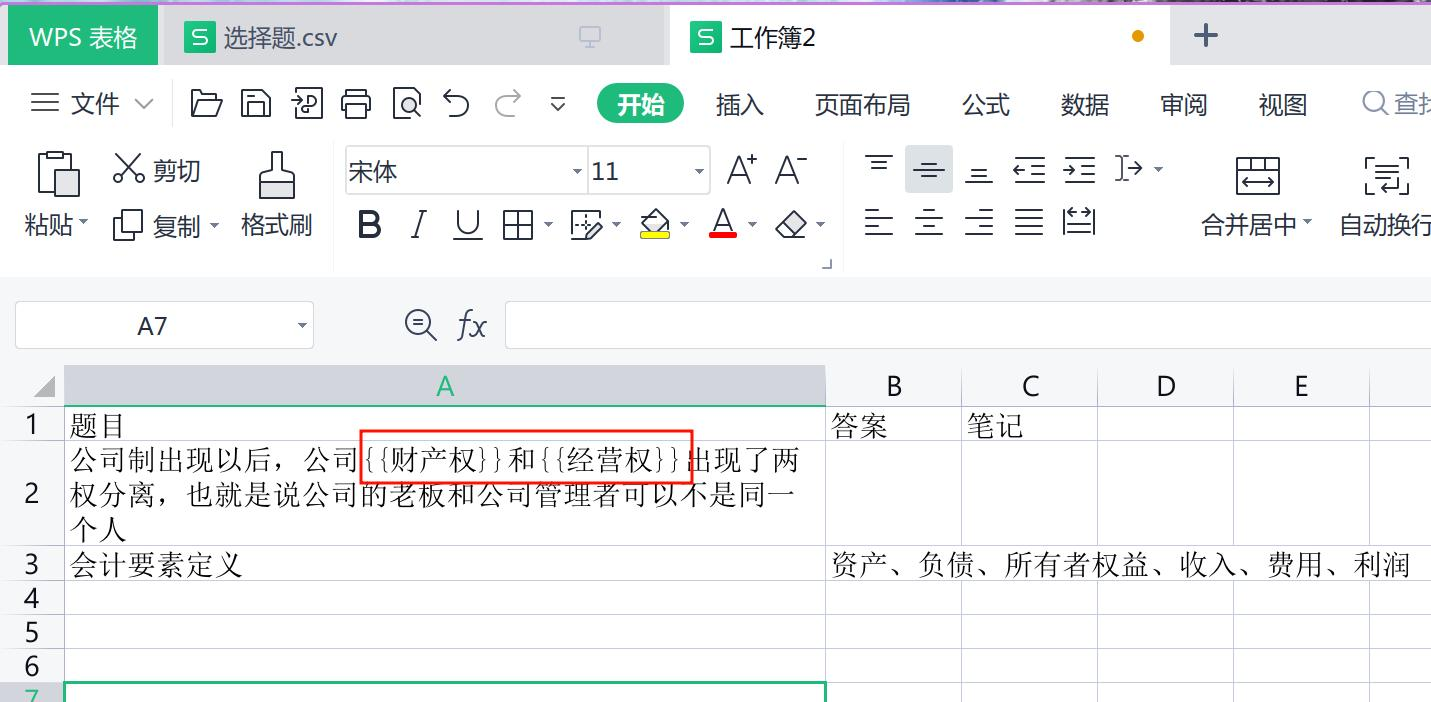 WPS 表格
选择题.csv
工作簿2
文件
开始
插入
页面布局
公式
数据
审阅
视图
查找
粘贴
剪切
复制
格式刷
宋体
11
合并居中
自动换行
A7
fx
A B C D E
1 题目 答案 笔记
2 公司制出现以后，公司{{财产权}}和{{经营权}}出现了两
权分离，也就是说公司的老板和公司管理者可以不是同一
个人
3 会计要素定义 资产、负债、所有者权益、收入、费用、利润
4
5
6
7